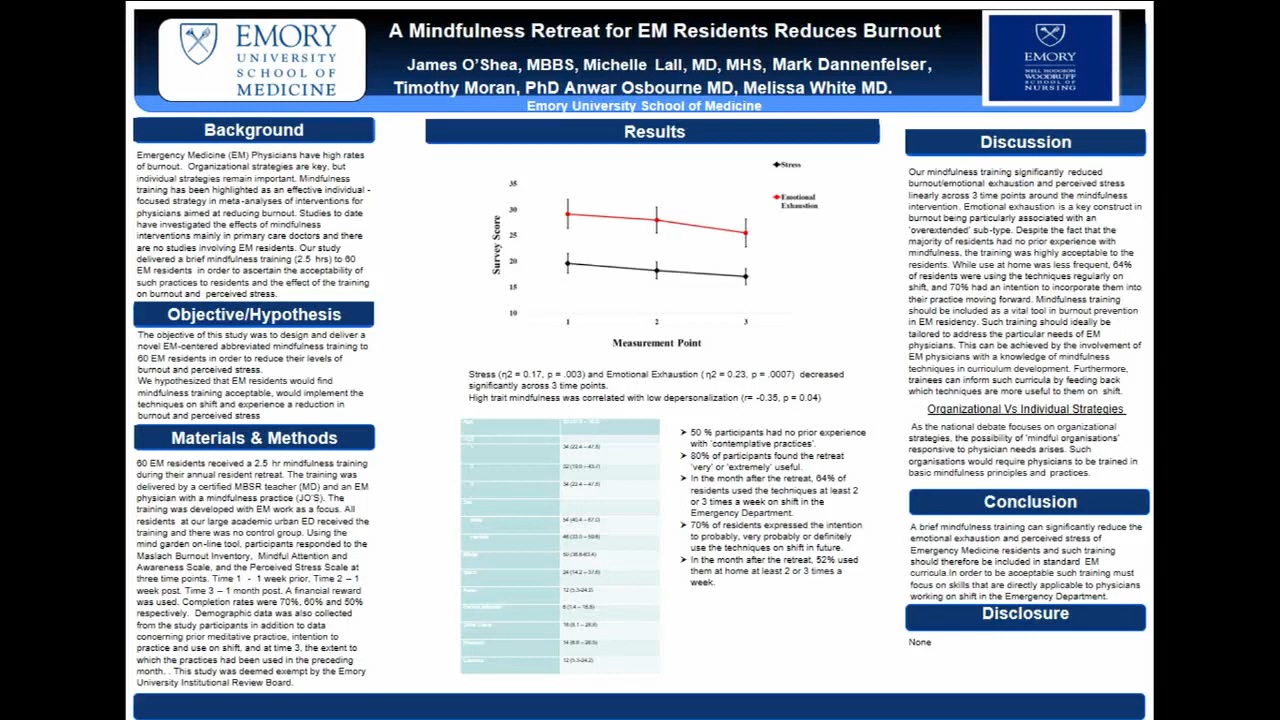 EMORY
UNIVERSITY
SCHOOL OF
MEDICINE
A Mindfulness Retreat for EM Residents Reduces Burnout
James O'Shea, MBBS, Michelle Lall, MD, MHS, Mark Dannenfelser,
Timothy Moran, PhD Anwar Osbourne MD, Melissa White MD.
Emory University School of Medicine
EMORY
NELL HODGSON
WOODRUFF
SCHOOL OF
NURSING
Background
Emergency Medicine (EM) Physicians have high rates
of burnout. Organizational strategies are key, but
individual strategies remain important. Mindfulness
training has been highlighted as an effective individual -
focused strategy in meta-analyses of interventions for
physicians aimed at reducing burnout. Studies to date
have investigated the effects of mindfulness
interventions mainly in primary care doctors and there
are no studies involving EM residents. Our study
delivered a brief mindfulness training (2.5 hrs) to 60
EM residents in order to ascertain the acceptability of
such practices to residents and the effect of the training
on burnout and perceived stress.
Objective/Hypothesis
The objective of this study was to design and deliver a
novel EM-centered abbreviated mindfulness training to
60 EM residents in order to reduce their levels of
burnout and perceived stress.
We hypothesized that EM residents would find
mindfulness training acceptable, would implement the
techniques on shift and experience a reduction in
burnout and perceived stress
Materials & Methods
60 EM residents received a 2.5 hr mindfulness training
during their annual resident retreat. The training was
delivered by a certified MBSR teacher (MD) and an EM
physician with a mindfulness practice (JO'S). The
training was developed with EM work as a focus. All
residents at our large academic urban ED received the
training and there was no control group. Using the
mind garden on-line tool, participants responded to the
Maslach Burnout Inventory, Mindful Attention and
Awareness Scale, and the Perceived Stress Scale at
three time points. Time 1 - 1 week prior, Time 2 – 1
week post. Time 3 – 1 month post. A financial reward
was used. Completion rates were 70%, 60% and 50%
respectively. Demographic data was also collected
from the study participants in addition to data
concerning prior meditative practice, intention to
practice and use on shift, and at time 3, the extent to
which the practices had been used in the preceding
month. . This study was deemed exempt by the Emory
University Institutional Review Board.
Results
Stress
Emotional
Exhaustion
35
30
25
20
15
10
Survey Score
1 2 3
Measurement Point
Stress (η2 = 0.17, p = .003) and Emotional Exhaustion ( η2 = 0.23, p = .0007) decreased
significantly across 3 time points.
High trait mindfulness was correlated with low depersonalization (r= -0.35, p = 0.04)
➢ 50 % participants had no prior experience
with 'contemplative practices'.
➢ 80% of participants found the retreat
'very' or 'extremely' useful.
➢ In the month after the retreat, 64% of
residents used the techniques at least 2
or 3 times a week on shift in the
Emergency Department.
➢ 70% of residents expressed the intention
to probably, very probably or definitely
use the techniques on shift in future.
➢ In the month after the retreat, 52% used
them at home at least 2 or 3 times a
week.
Discussion
Our mindfulness training significantly reduced
burnout/emotional exhaustion and perceived stress
linearly across 3 time points around the mindfulness
intervention. Emotional exhaustion is a key construct in
burnout being particularly associated with an
'overextended' sub-type. Despite the fact that the
majority of residents had no prior experience with
mindfulness, the training was highly acceptable to the
residents. While use at home was less frequent, 64%
of residents were using the techniques regularly on
shift, and 70% had an intention to incorporate them into
their practice moving forward. Mindfulness training
should be included as a vital tool in burnout prevention
in EM residency. Such training should ideally be
tailored to address the particular needs of EM
physicians. This can be achieved by the involvement of
EM physicians with a knowledge of mindfulness
techniques in curriculum development. Furthermore,
trainees can inform such curricula by feeding back
which techniques are more useful to them on shift.
Organizational Vs Individual Strategies
As the national debate focuses on organizational
strategies, the possibility of 'mindful organisations'
responsive to physician needs arises. Such
organisations would require physicians to be trained in
basic mindfulness principles and practices.
Conclusion
A brief mindfulness training can significantly reduce the
emotional exhaustion and perceived stress of
Emergency Medicine residents and such training
should therefore be included in standard EM
curricula.In order to be acceptable such training must
focus on skills that are directly applicable to physicians
working on shift in the Emergency Department.
Disclosure
None